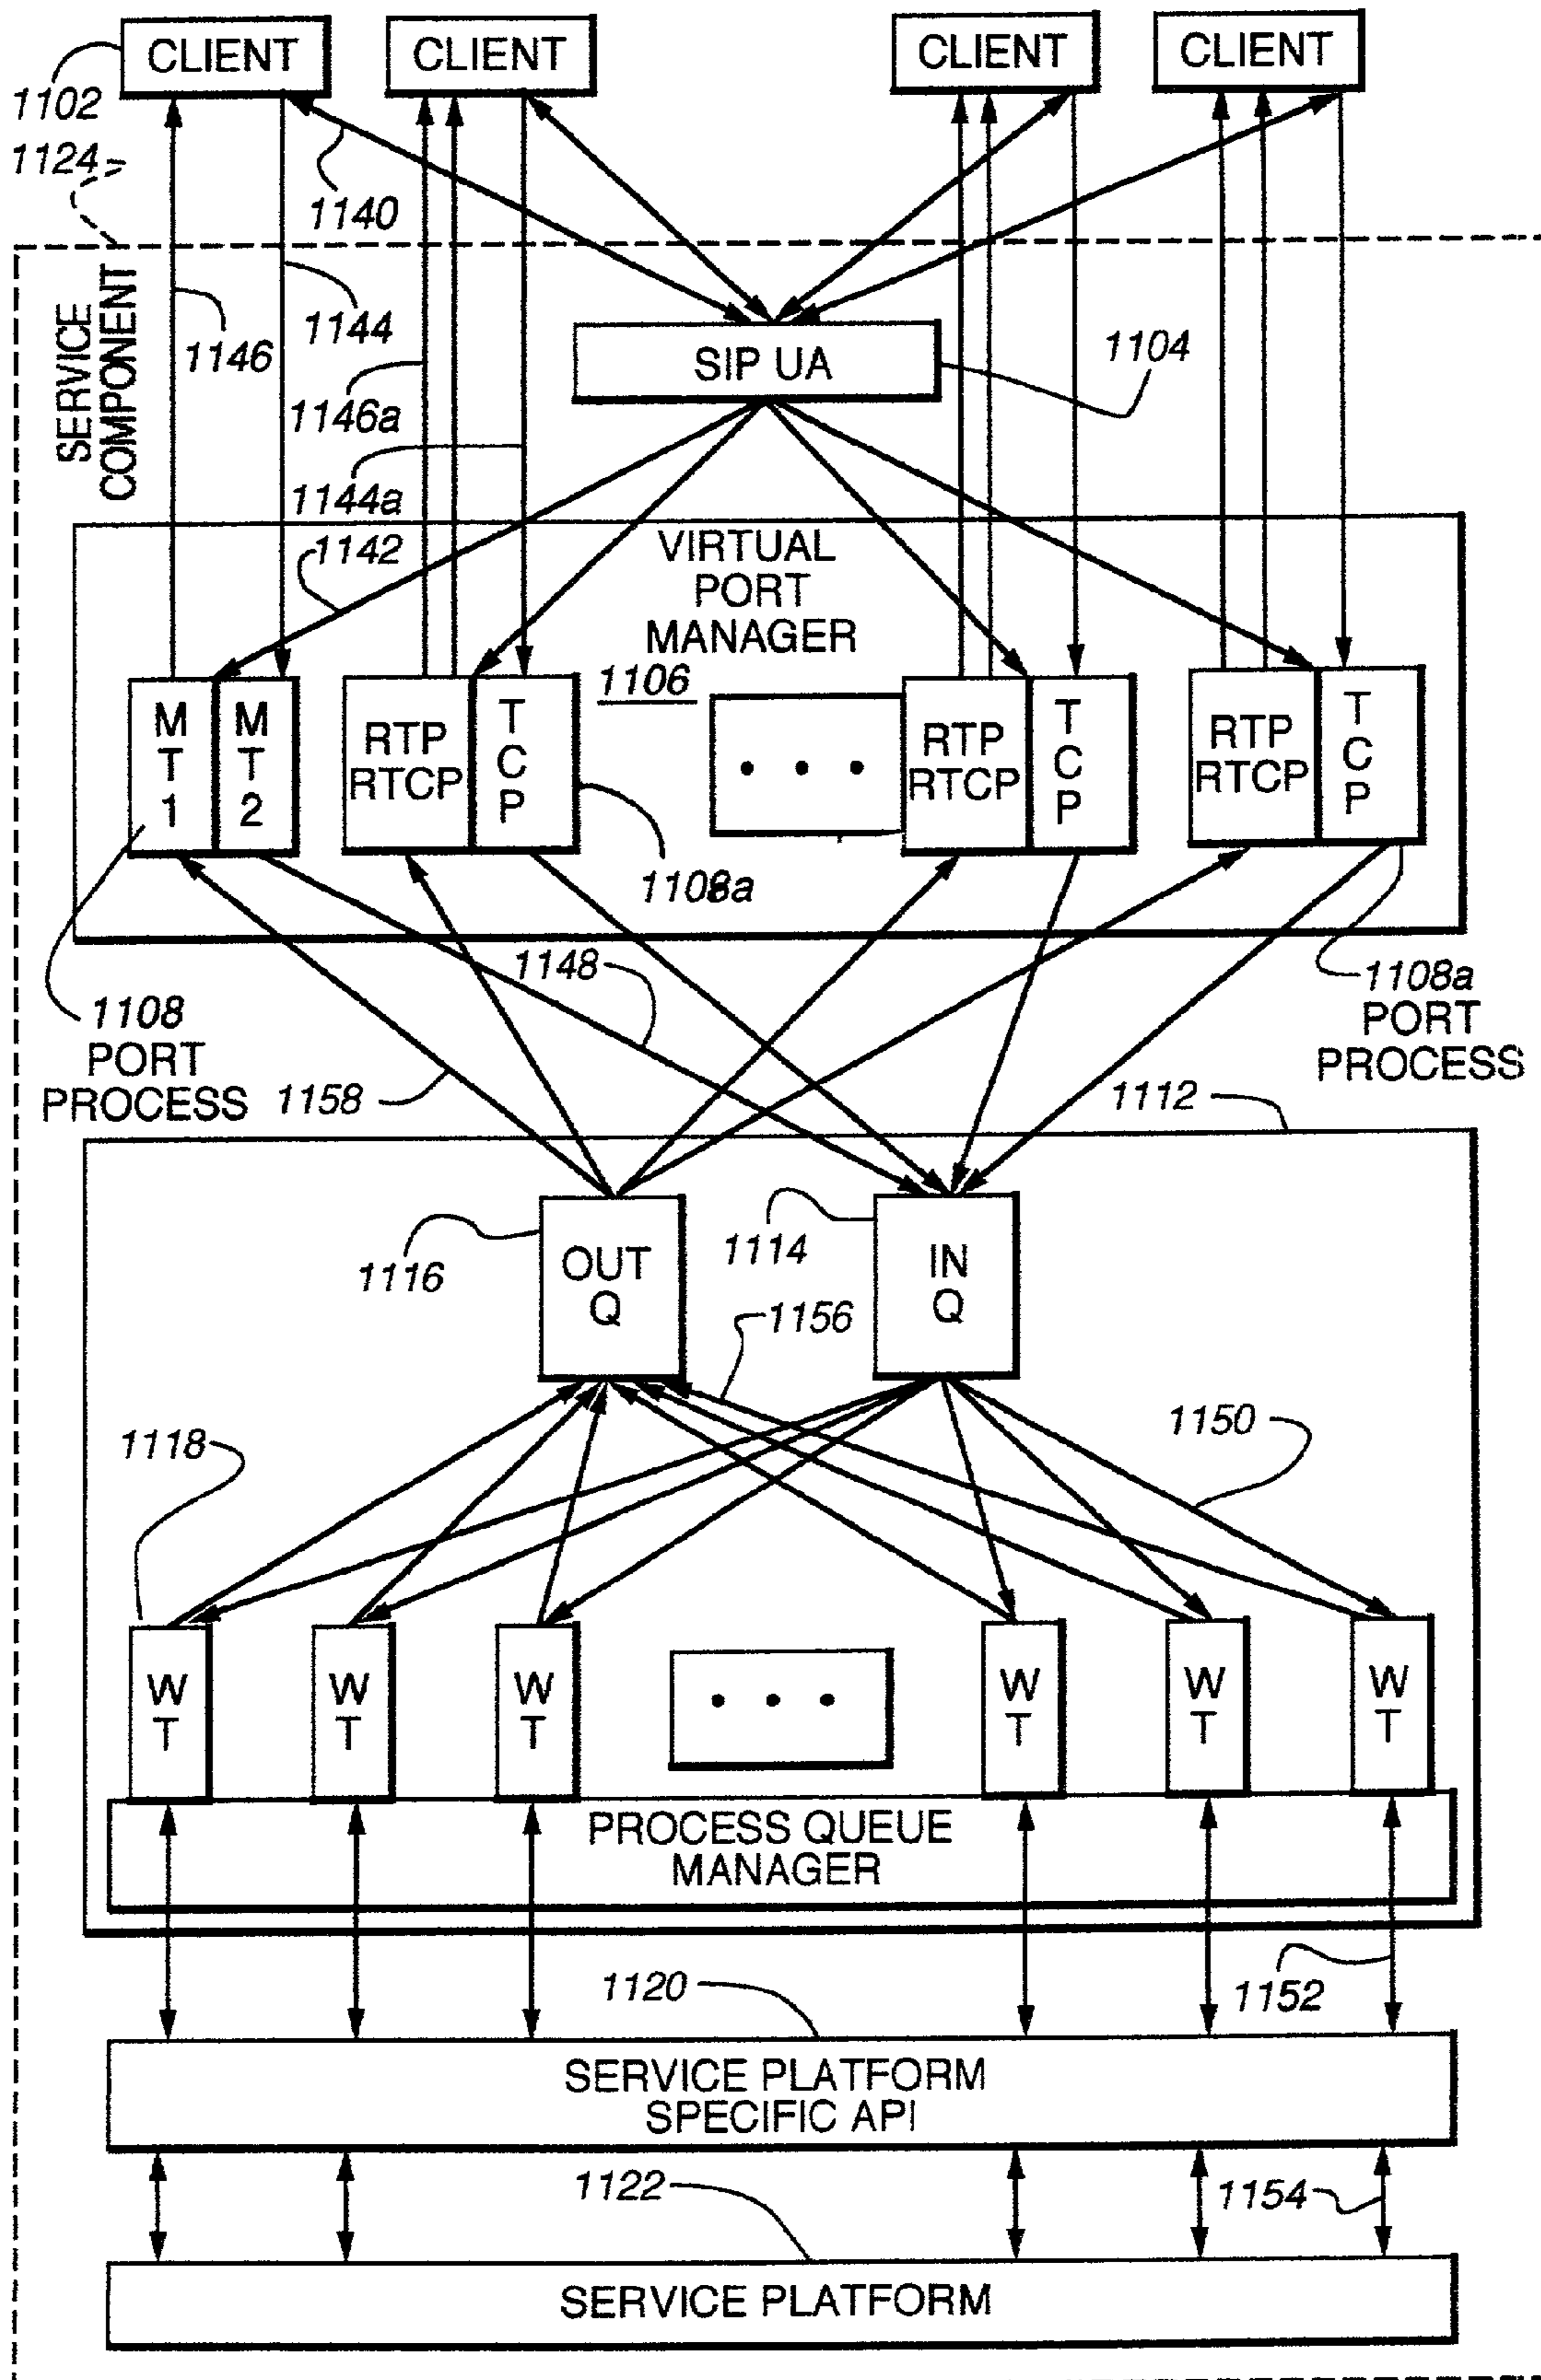 CLIENT
CLIENT
CLIENT
CLIENT
1102
1124
1140
SERVICE
COMPONENT
1146
1144
1146a
1144a
SIP UA
1104
1142
VIRTUAL
PORT
MANAGER
1106
M
T
1
M
T
2
RTP
RTCP
T
C
P
• • •
RTP
RTCP
T
C
P
RTP
RTCP
T
C
P
1108a
1148
1108
PORT
PROCESS
1158
1108a
PORT
PROCESS
1112
1116
OUT
Q
1114
IN
Q
1156
1118
1150
W
T
W
T
W
T
• • •
W
T
W
T
W
T
PROCESS QUEUE
MANAGER
1120
1152
SERVICE PLATFORM
SPECIFIC API
1122
1154
SERVICE PLATFORM